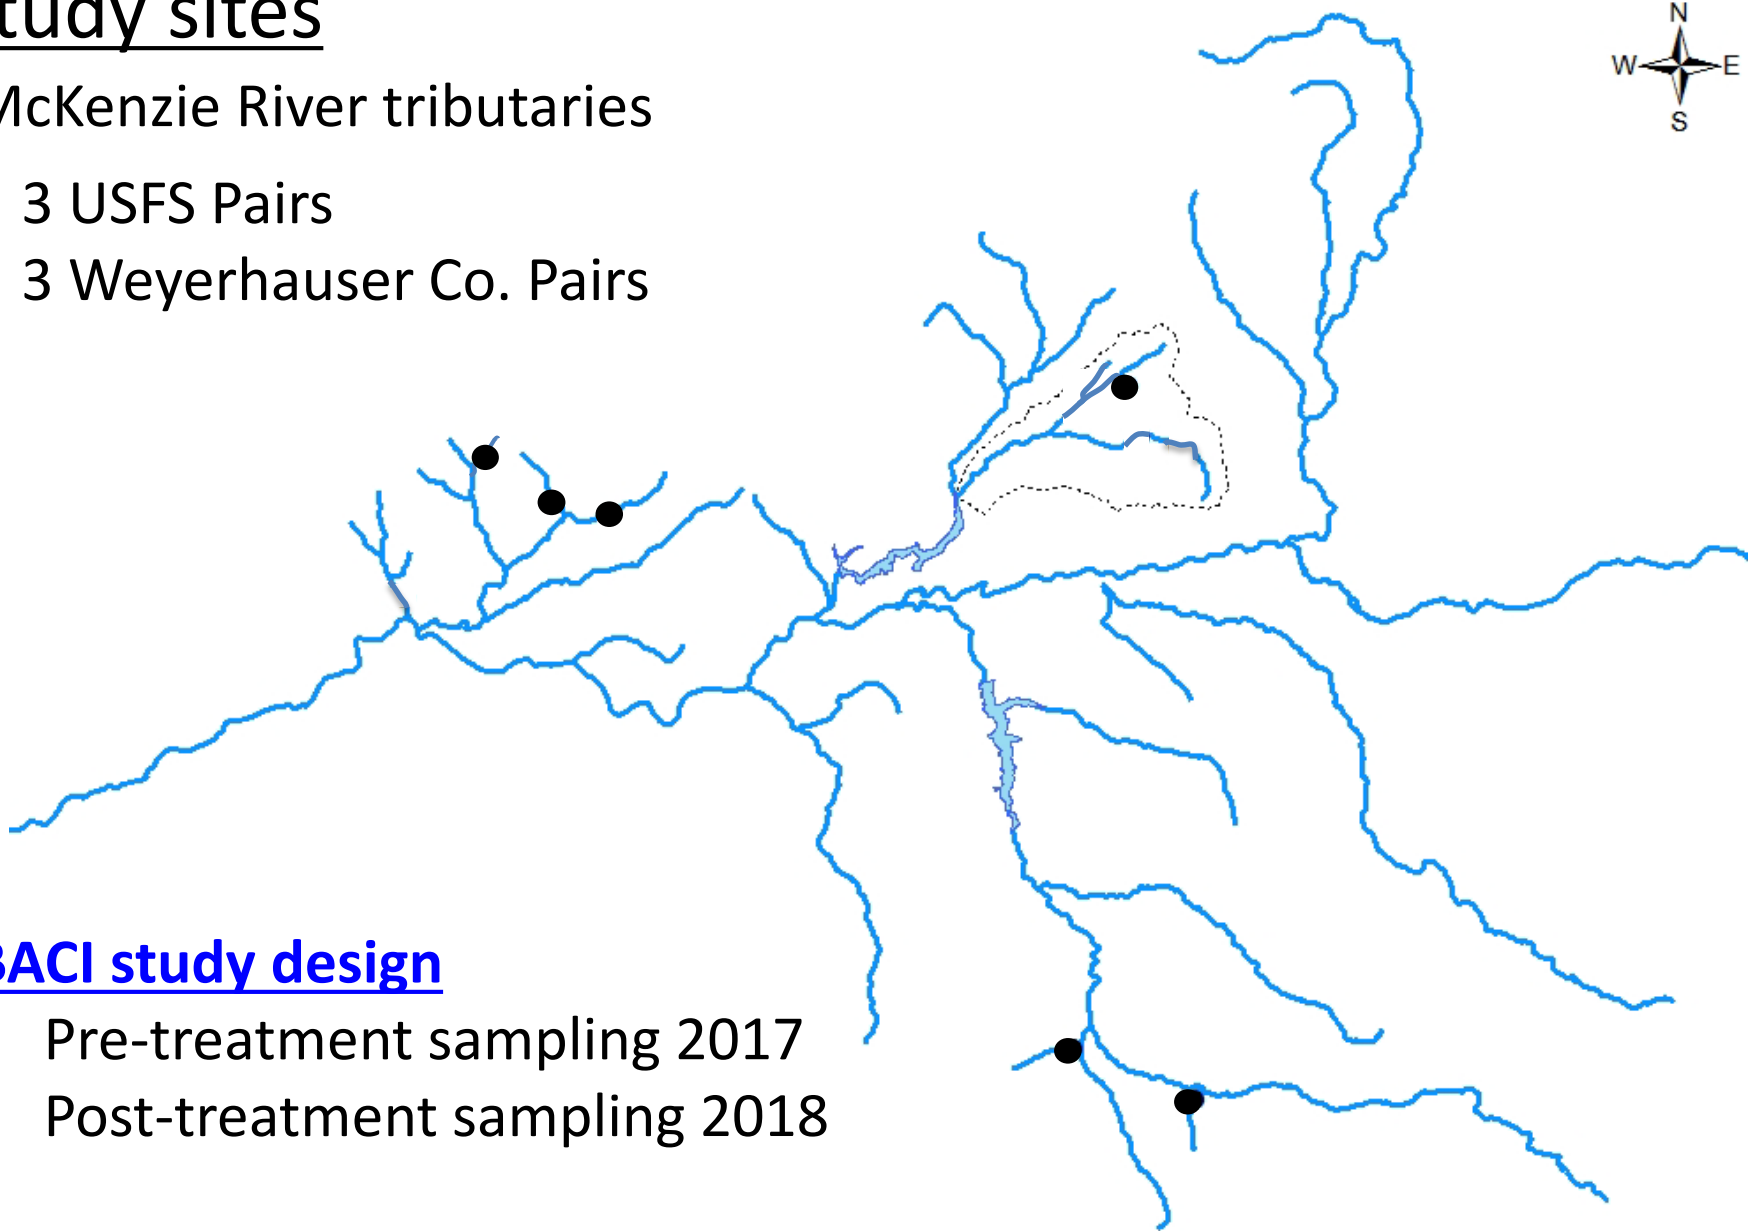 tudy sites
McKenzie River tributaries
3 USFS Pairs
3 Weyerhauser Co. Pairs
N
W E
S
BACI study design
Pre-treatment sampling 2017
Post-treatment sampling 2018